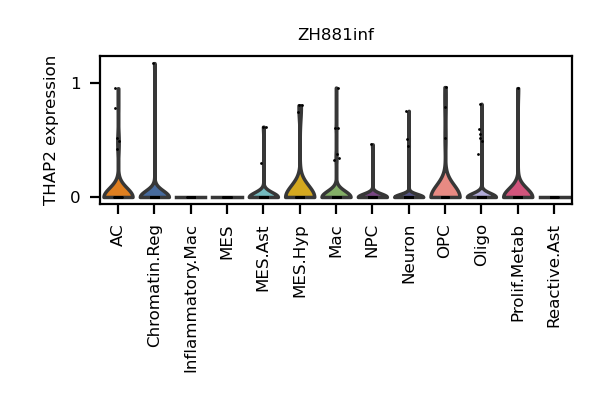 ZH881inf
THAP2 expression
1
0
AC
Chromatin.Reg
Inflammatory.Mac
MES
MES.Ast
MES.Hyp
Mac
NPC
Neuron
OPC
Oligo
Prolif.Metab
Reactive.Ast